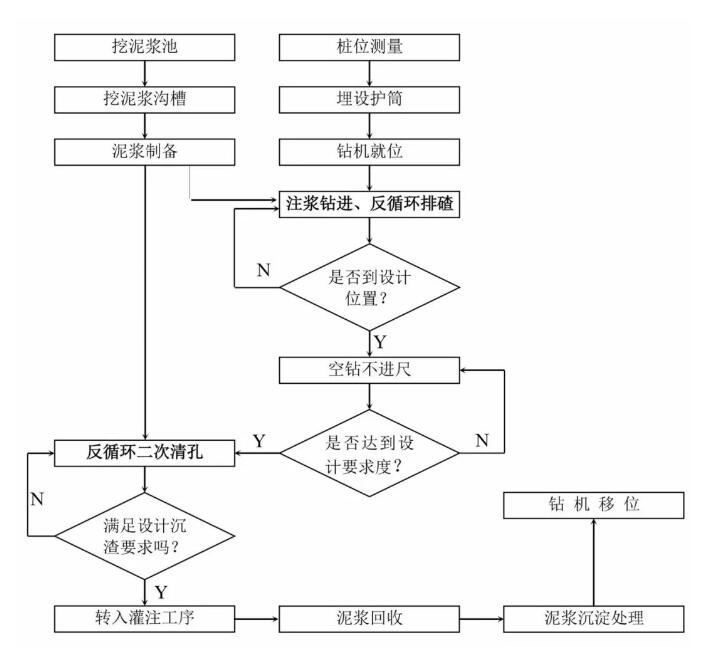 挖泥浆池
桩位测量
挖泥浆沟槽
埋设护筒
泥浆制备
钻机就位
注浆钻进、反循环排碴
N
是否到设计
位置？
Y
空钻不进尺
Y
是否达到设
计要求度？
N
反循环二次清孔
N
满足设计沉
渣要求吗？
钻 机 移 位
Y
转入灌注工序
泥浆回收
泥浆沉淀处理